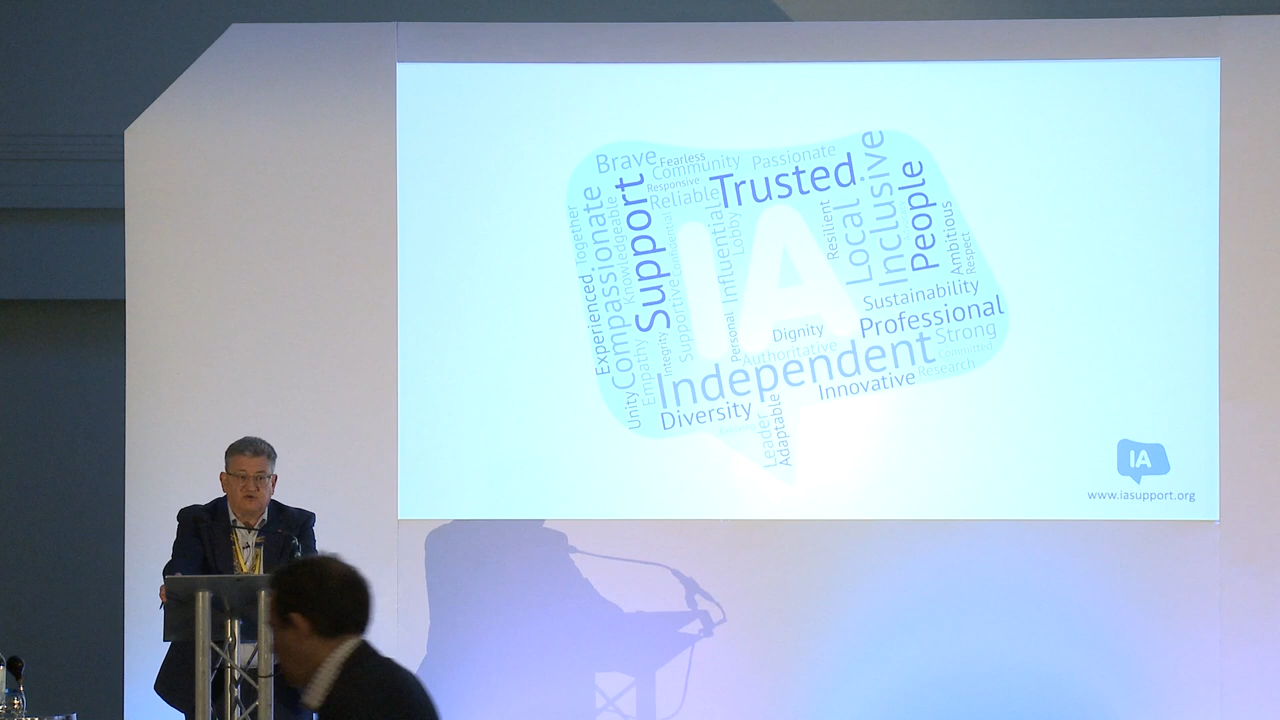 Brave
Fearless
Community
Passionate
Responsive
Reliable
Trusted
Together
Compassionate
Knowledgeable
Support
Confidential
Influential
Lobby
Resilient
Local
Inclusive
People
Ambitious
Respect
Experienced
Empathy
Integrity
Supportive
Personal
Sustainability
Professional
Dignity
Authoritative
Strong
Committed
Independent
Research
Innovative
Unity
Diversity
Leader
Adaptable
IA
IA
www.iasupport.org